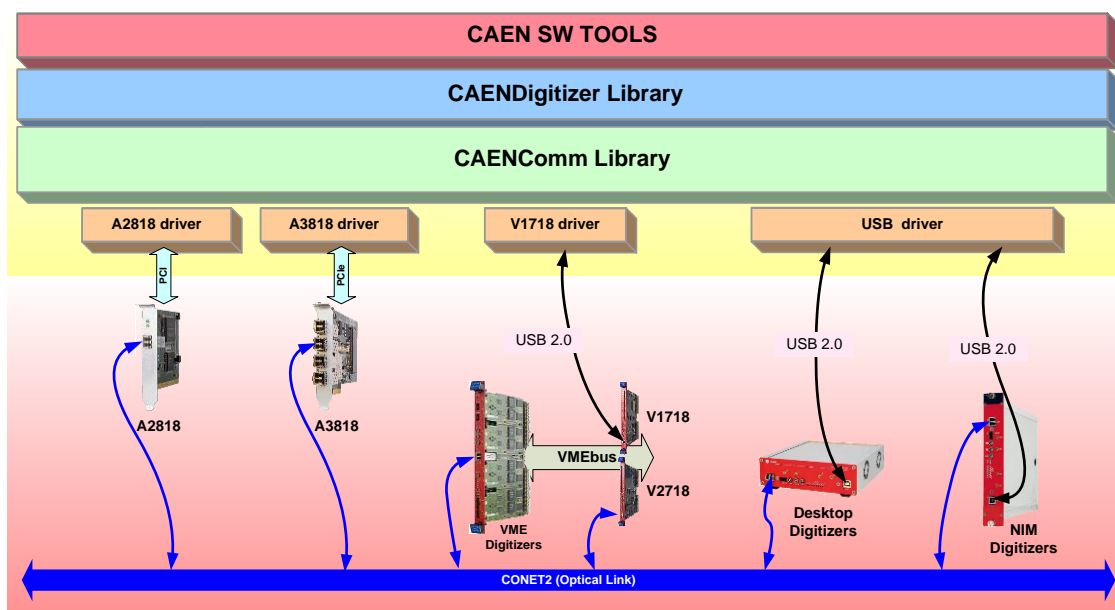 CAEN SW TOOLS
CAENDigitizer Library
CAENComm Library
A2818 driver
A3818 driver
V1718 driver
USB driver
PCI
PCIe
USB 2.0
USB 2.0
USB 2.0
A2818
A3818
V1718
VMEbus
V2718
VME
Digitizers
Desktop
Digitizers
NIM
Digitizers
CONET2 (Optical Link)